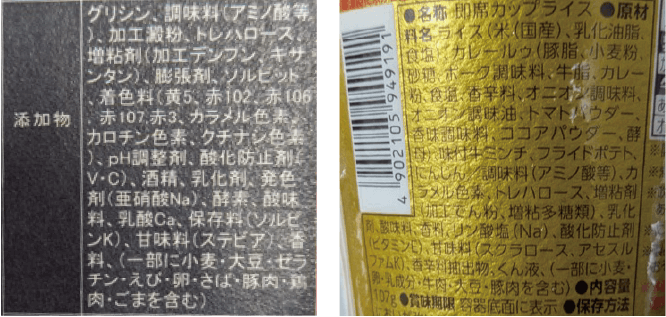 添加物
グリシン、調味料(アミノ酸等
)、加工澱粉、トレハロース、
増粘剤(加工デンプン、キサ
ンタン)、膨張剤、ソルビット
、着色料(黄5、赤102、赤106
、赤107、赤3、カラメル色素、
カロチン色素、クチナシ色素
)、pH調整剤、酸化防止剤(
V・C)、酒精、乳化剤、発色
剤(亜硝酸Na)、酵素、酸味
料、乳酸Ca、保存料(ソルビ
ンK)、甘味料(ステビア)、香
料、(一部に小麦・大豆・ゼラ
チン・えび・卵・さば・豚肉・鶏
肉・ごまを含む)
●名称 即席カップライス ●原材
料名 ライス(米(国産)、乳化油脂、
食塩)、カレールゥ(豚脂、小麦粉、
砂糖、ポーク調味料、牛脂、カレー
粉、食塩、香辛料、オニオン調味料、
オニオン調味油、トマトパウダー、
香味調味料、ココアパウダー、酵
母)、味付牛ミンチ、フライドポテト、
にんじん/調味料(アミノ酸等)、カ
ラメル色素、トレハロース、増粘剤
(加工でん粉、増粘多糖類)、乳化
剤、酸味料、香料、リン酸塩(Na)、酸化防止剤
(ビタミンE)、甘味料(スクラロース、アセスル
ファムK)、香辛料抽出物、くん液、(一部に小麦・
卵・乳成分・牛肉・大豆・豚肉を含む) ●内容量
107g ●賞味期限 容器底面に表示 ●保存方法
4 902105 949191